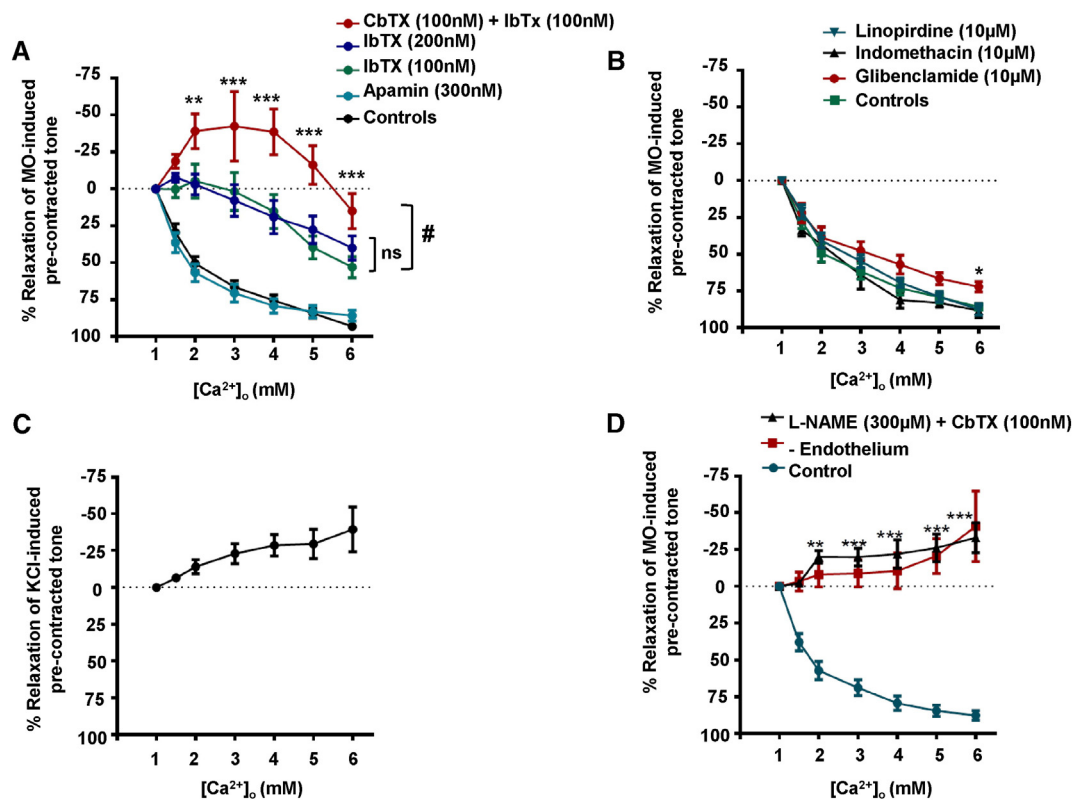 A
CbTX (100nM) + IbTx (100nM)
IbTX (200nM)
IbTX (100nM)
Apamin (300nM)
Controls
% Relaxation of MO-induced
pre-contracted tone
-75
-50
-25
0
25
50
75
100
** *** *** *** ***
ns
#
1 2 3 4 5 6
[Ca²⁺]ₒ (mM)
B
Linopirdine (10µM)
Indomethacin (10µM)
Glibenclamide (10µM)
Controls
% Relaxation of MO-induced
pre-contracted tone
-75
-50
-25
0
25
50
75
100
*
1 2 3 4 5 6
[Ca²⁺]ₒ (mM)
C
% Relaxation of KCl-induced
pre-contracted tone
-75
-50
-25
0
25
50
75
100
1 2 3 4 5 6
[Ca²⁺]ₒ (mM)
D
L-NAME (300µM) + CbTX (100nM)
- Endothelium
Control
% Relaxation of MO-induced
pre-contracted tone
-75
-50
-25
0
25
50
75
100
** *** *** *** ***
1 2 3 4 5 6
[Ca²⁺]ₒ (mM)